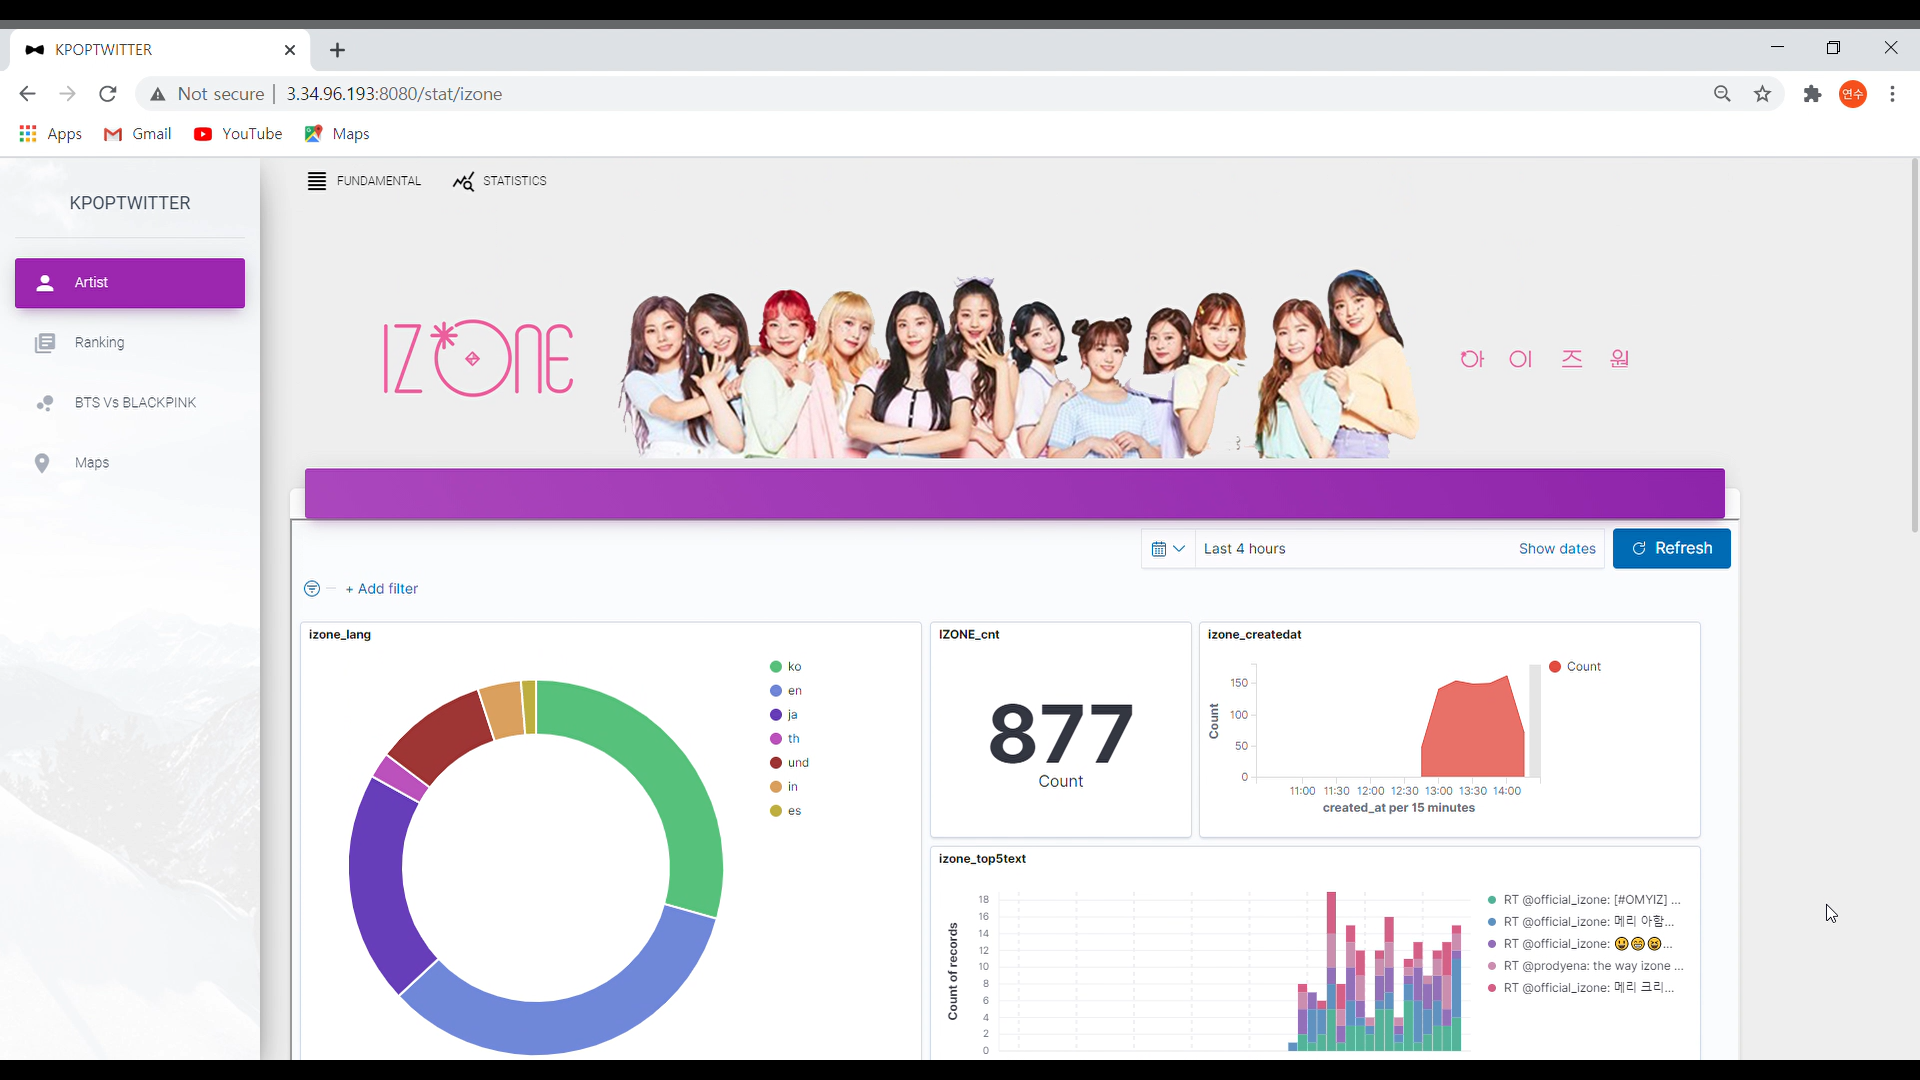 KPOPTWITTER
Not secure | 3.34.96.193:8080/stat/izone
연수
Apps Gmail YouTube Maps
KPOPTWITTER
Artist
Ranking
BTS Vs BLACKPINK
Maps
FUNDAMENTAL STATISTICS
IZ*ONE
아 이 즈 원
Last 4 hours Show dates Refresh
+ Add filter
izone_lang
ko
en
ja
th
und
in
es
IZONE_cnt
877
Count
izone_createdat
Count
150
100
50
0
Count
11:00 11:30 12:00 12:30 13:00 13:30 14:00
created_at per 15 minutes
izone_top5text
18
16
14
12
10
8
6
4
2
0
Count of records
RT @official_izone: [#OMYIZ] ...
RT @official_izone: 메리 아함...
RT @official_izone: 😃😁😆...
RT @prodyena: the way izone ...
RT @official_izone: 메리 크리...